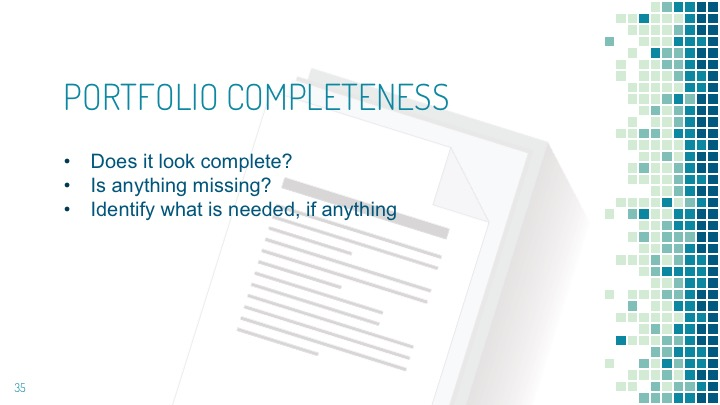 PORTFOLIO COMPLETENESS
• Does it look complete?
• Is anything missing?
• Identify what is needed, if anything
35